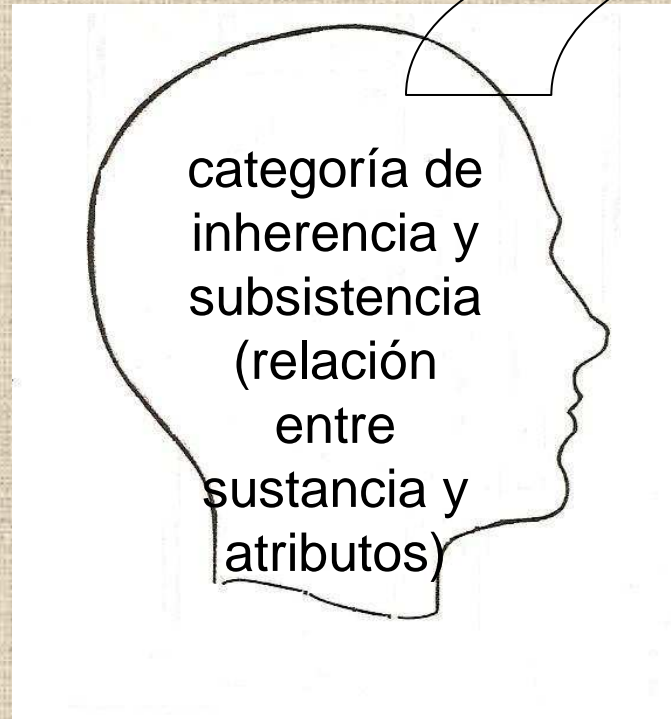 categoría de
inherencia y
subsistencia
(relación
entre
sustancia y
atributos)